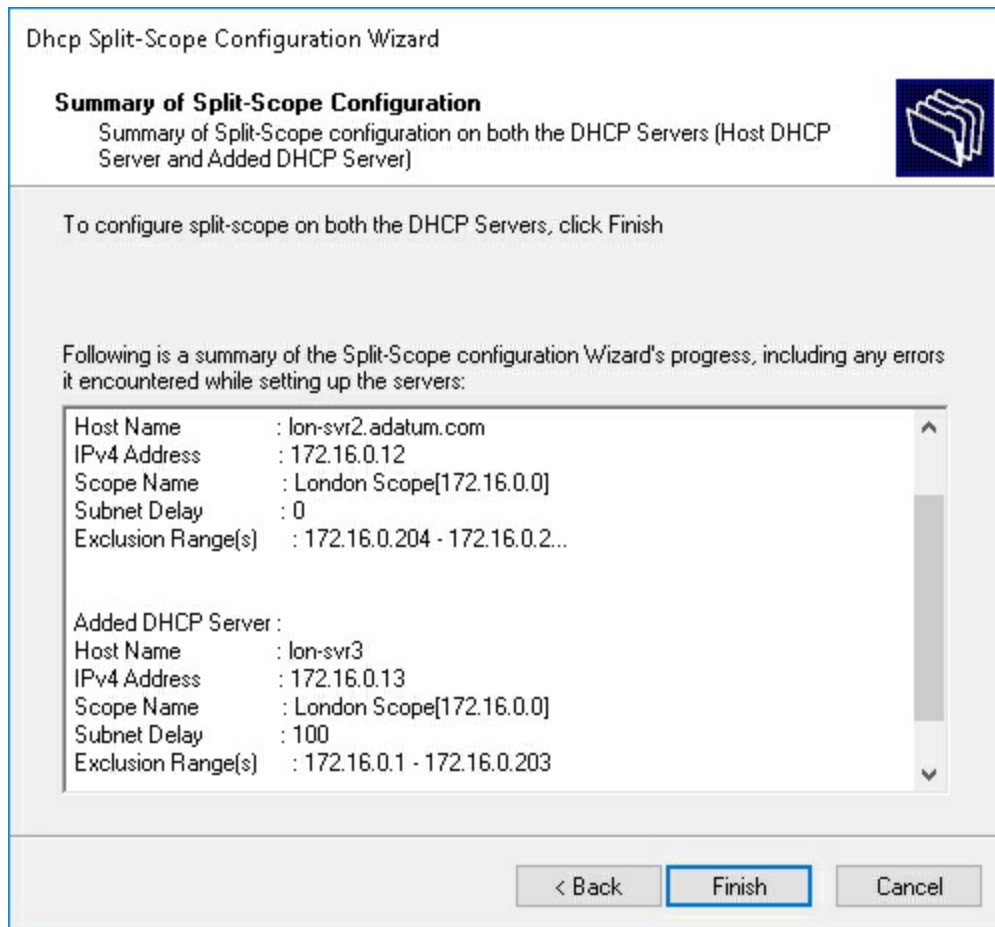 Dhcp Split-Scope Configuration Wizard
Summary of Split-Scope Configuration
Summary of Split-Scope configuration on both the DHCP Servers (Host DHCP
Server and Added DHCP Server)
To configure split-scope on both the DHCP Servers, click Finish
Following is a summary of the Split-Scope configuration Wizard's progress, including any errors
it encountered while setting up the servers:
Host Name : lon-svr2.adatum.com
IPv4 Address : 172.16.0.12
Scope Name : London Scope[172.16.0.0]
Subnet Delay : 0
Exclusion Range(s) : 172.16.0.204 - 172.16.0.2...
Added DHCP Server :
Host Name : lon-svr3
IPv4 Address : 172.16.0.13
Scope Name : London Scope[172.16.0.0]
Subnet Delay : 100
Exclusion Range(s) : 172.16.0.1 - 172.16.0.203
< Back Finish Cancel